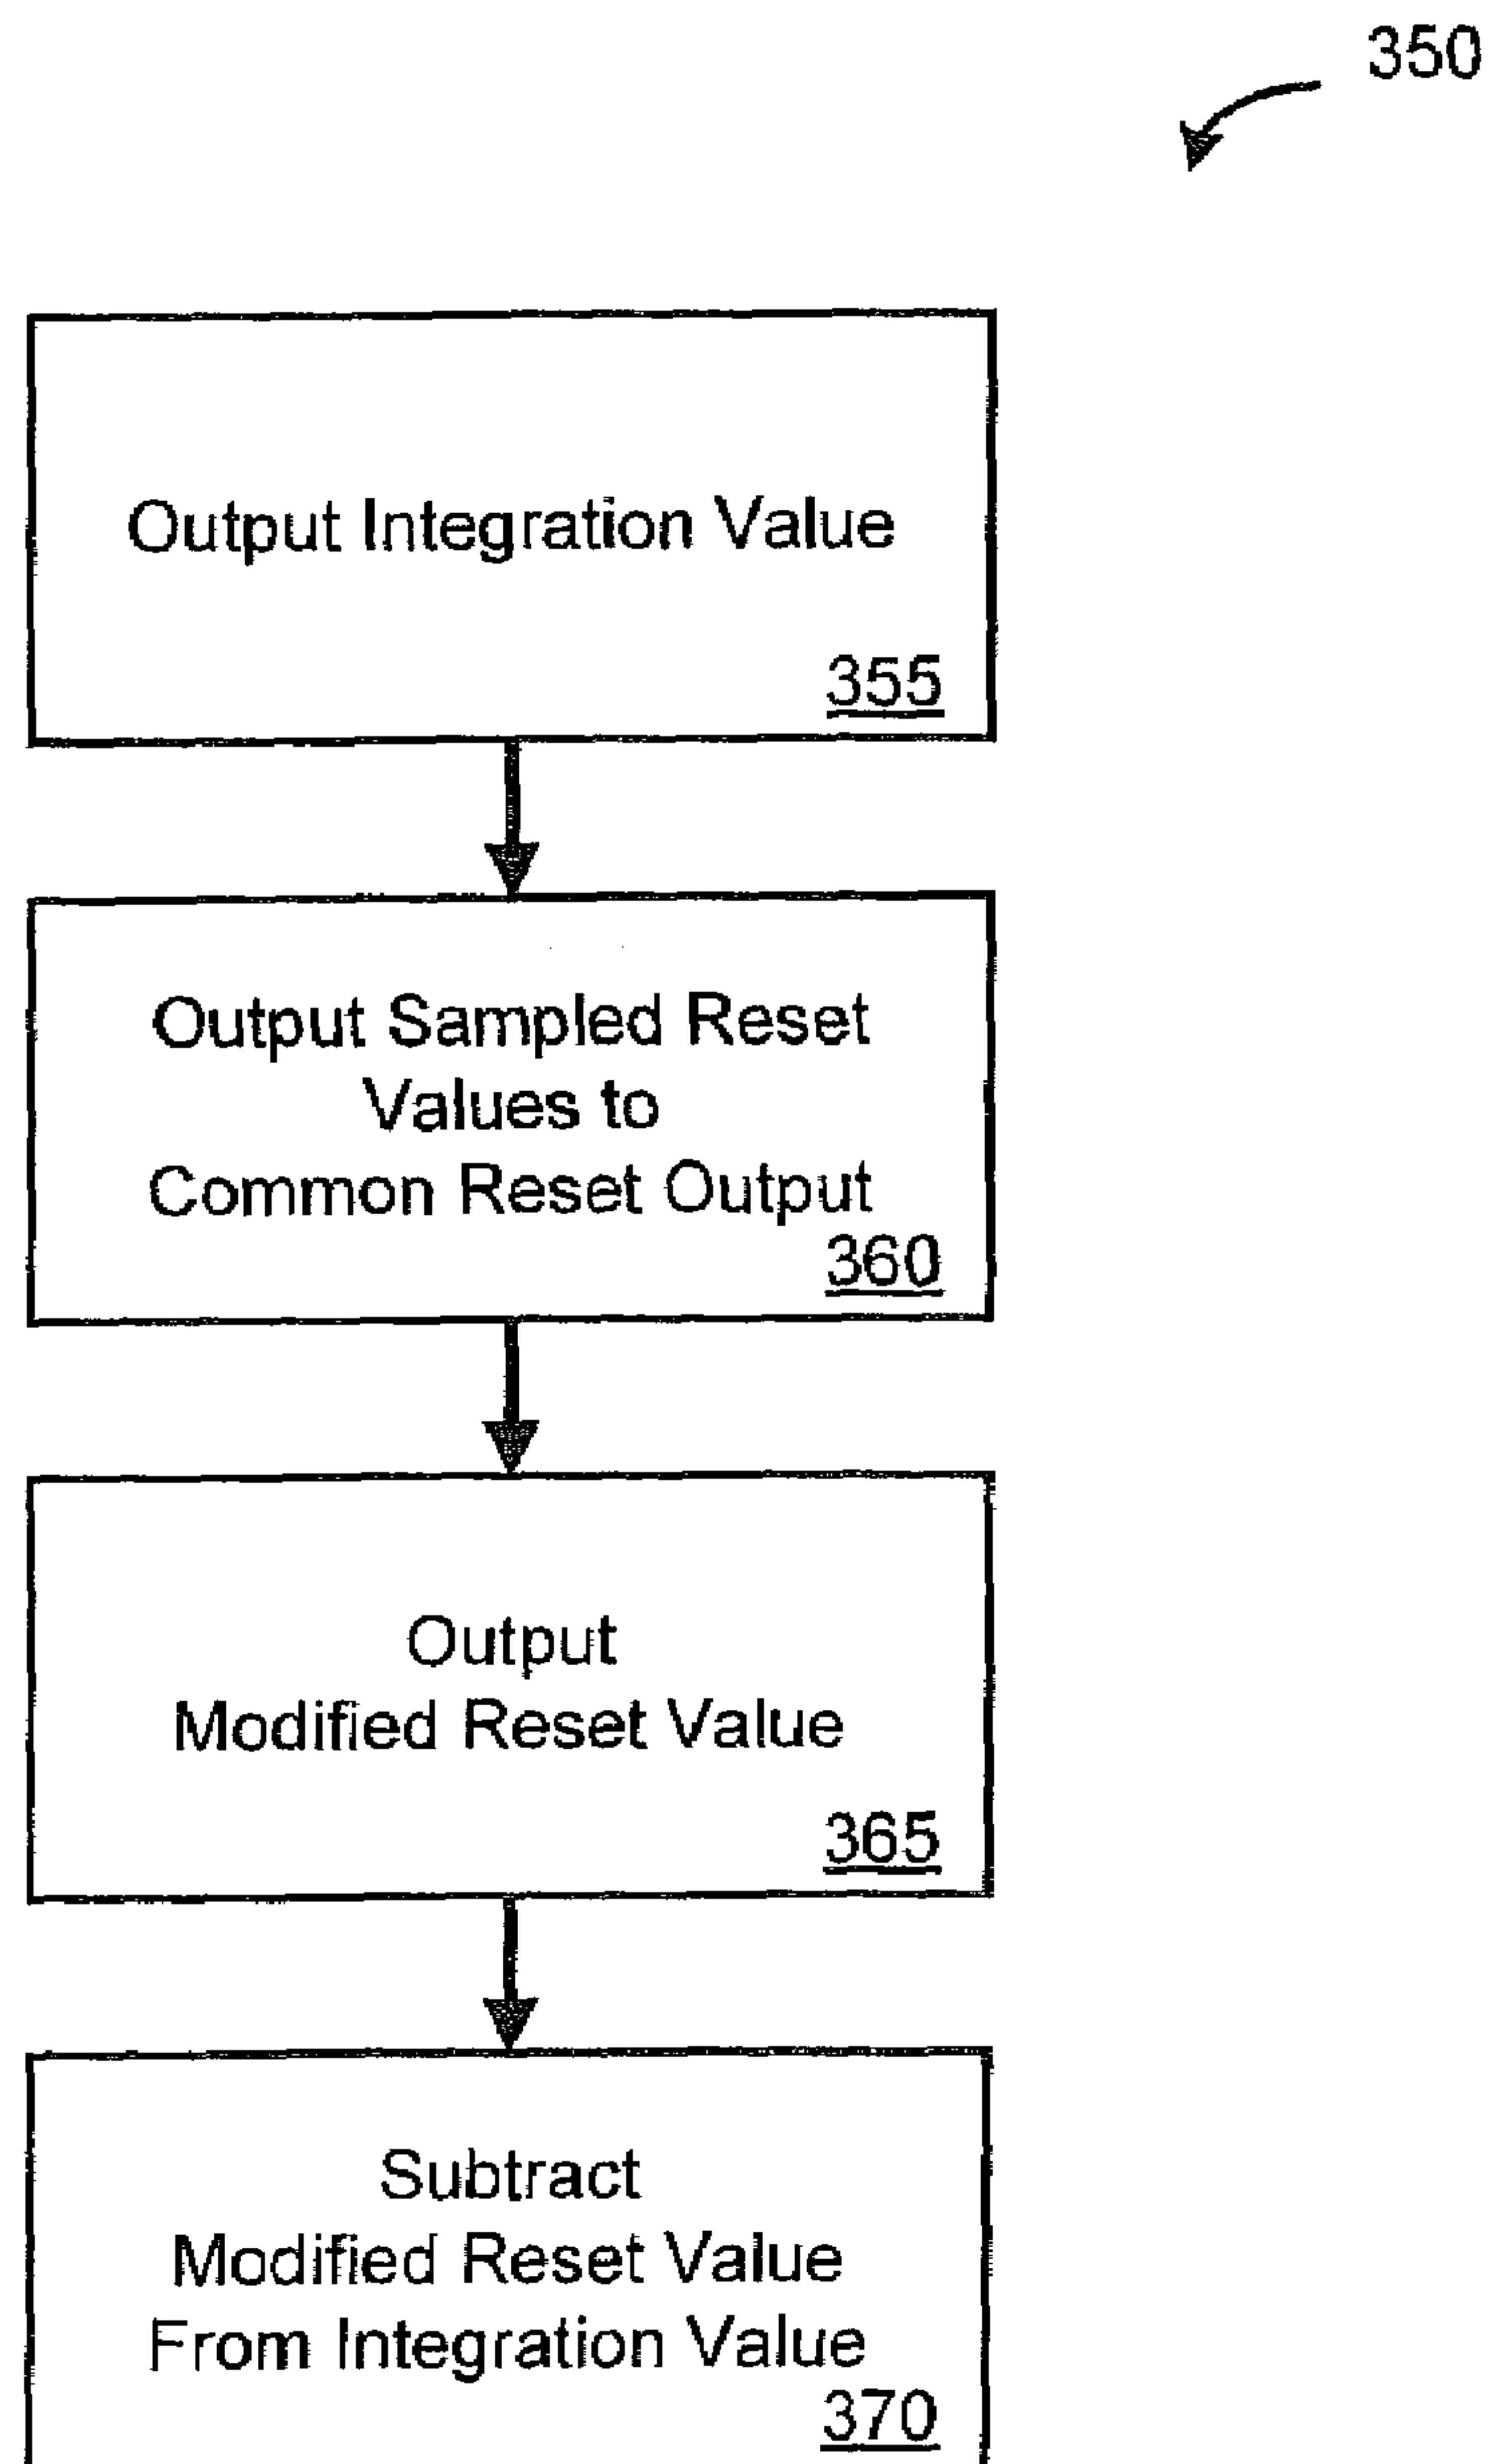 350
Output Integration Value
355
Output Sampled Reset
Values to
Common Reset Output
360
Output
Modified Reset Value
365
Subtract
Modified Reset Value
From Integration Value
370